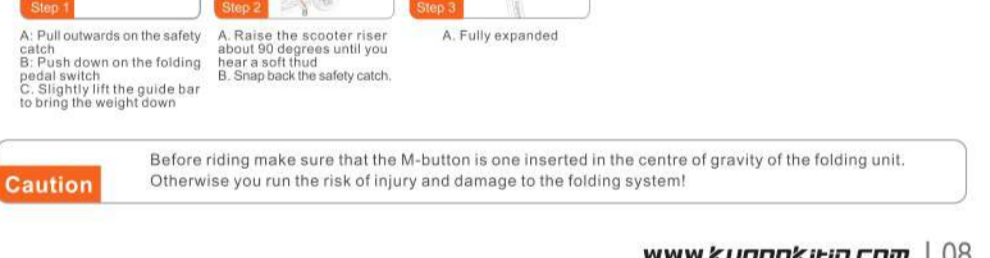 Step 1
Step 2
Step 3
A: Pull outwards on the safety
catch
B: Push down on the folding
pedal switch
C. Slightly lift the guide bar
to bring the weight down
A. Raise the scooter riser
about 90 degrees until you
hear a soft thud
B. Snap back the safety catch.
A. Fully expanded
Caution
Before riding make sure that the M-button is one inserted in the centre of gravity of the folding unit.
Otherwise you run the risk of injury and damage to the folding system!
08